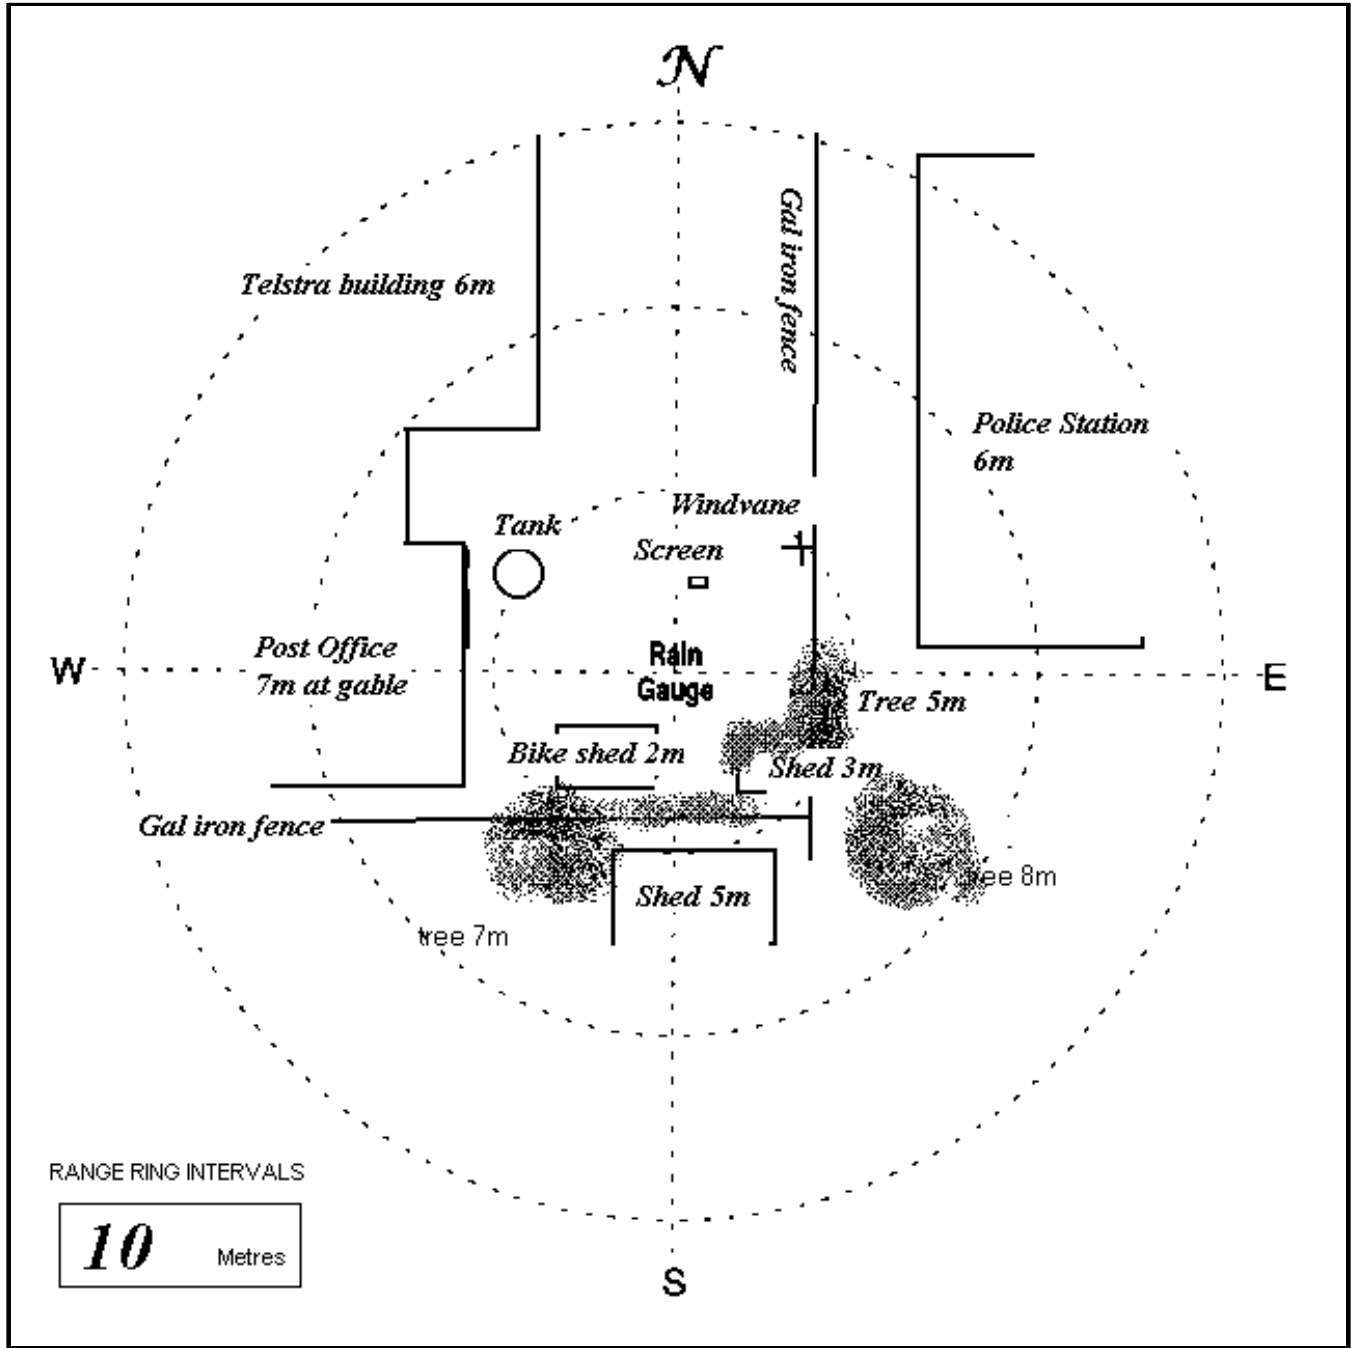 N
Gal iron fence
Telstra building 6m
Police Station
6m
Windvane
Tank
Screen
Post Office
7m at gable
Rain
Gauge
W
E
Tree 5m
Bike shed 2m
Shed 3m
Gal iron fence
Shed 5m
tree 8m
tree 7m
RANGE RING INTERVALS
10 Metres
S